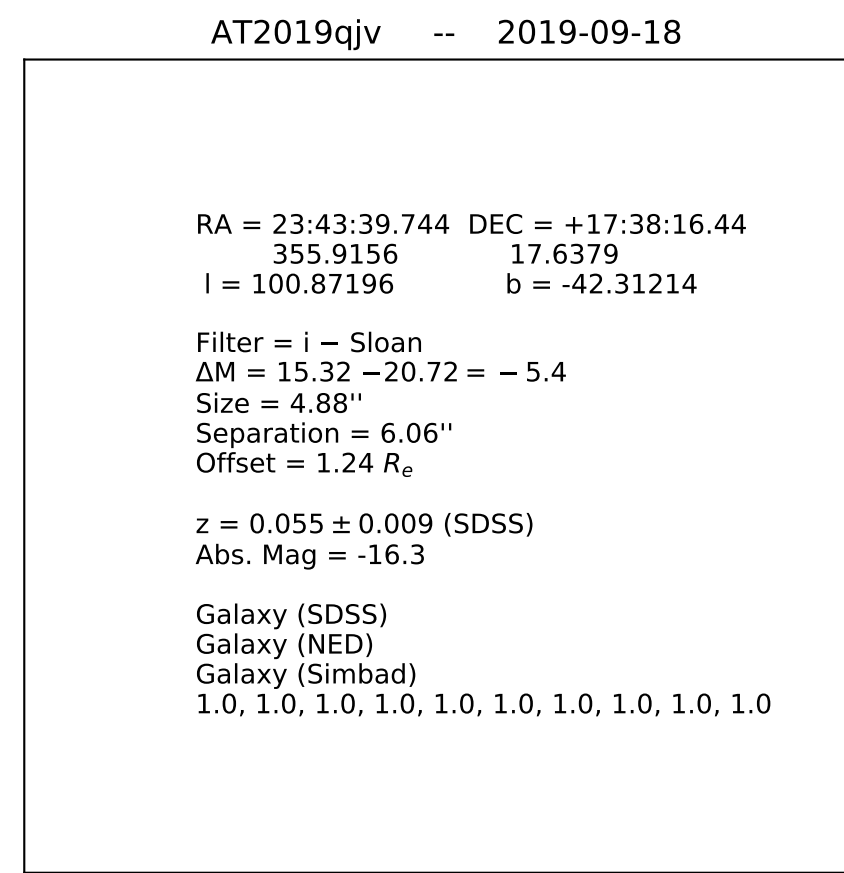 AT2019qjv -- 2019-09-18
RA = 23:43:39.744 DEC = +17:38:16.44
355.9156 17.6379
l = 100.87196 b = -42.31214
Filter = i − Sloan
ΔM = 15.32 −20.72 = − 5.4
Size = 4.88''
Separation = 6.06''
Offset = 1.24 Rₑ
z = 0.055 ± 0.009 (SDSS)
Abs. Mag = -16.3
Galaxy (SDSS)
Galaxy (NED)
Galaxy (Simbad)
1.0, 1.0, 1.0, 1.0, 1.0, 1.0, 1.0, 1.0, 1.0, 1.0